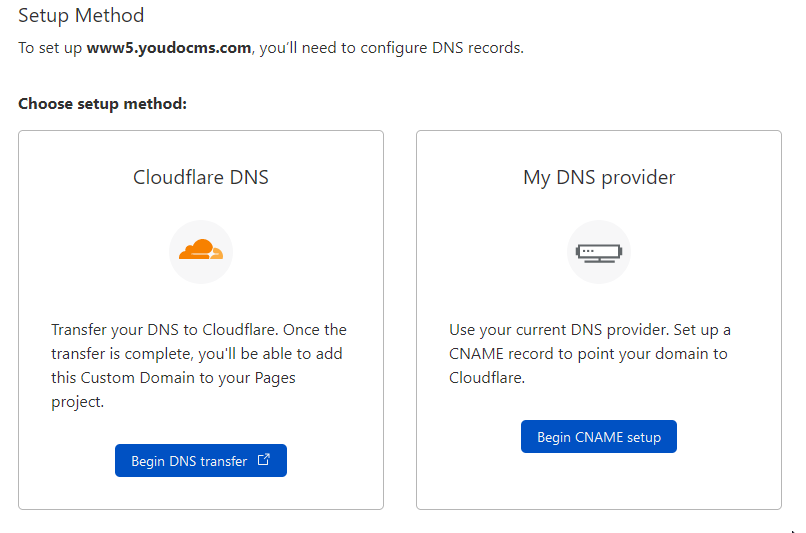 Setup Method
To set up www5.youdocms.com, you'll need to configure DNS records.
Choose setup method:
Cloudflare DNS
Transfer your DNS to Cloudflare. Once the
transfer is complete, you'll be able to add
this Custom Domain to your Pages
project.
Begin DNS transfer
My DNS provider
Use your current DNS provider. Set up a
CNAME record to point your domain to
Cloudflare.
Begin CNAME setup